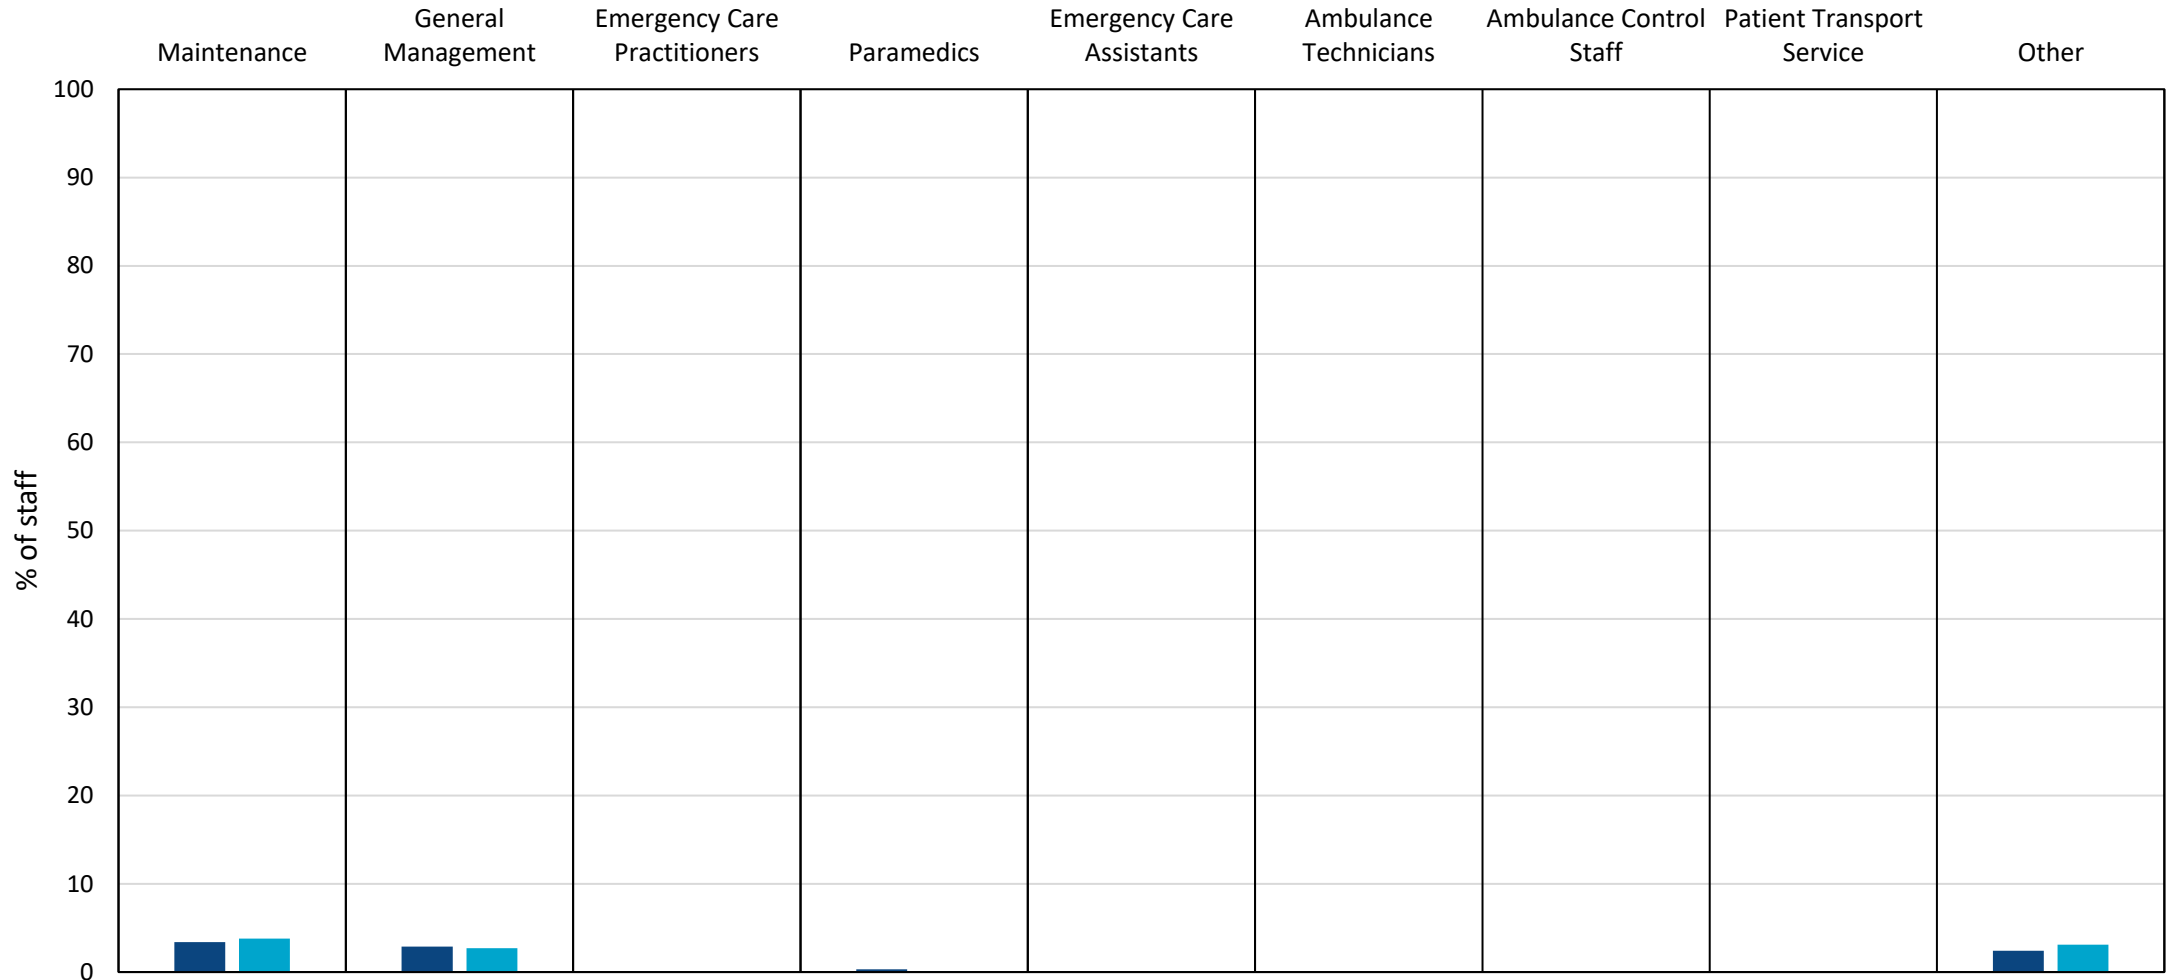 Maintenance
General
Management
Emergency Care
Practitioners
Paramedics
Emergency Care
Assistants
Ambulance
Technicians
Ambulance Control
Staff
Patient Transport
Service
Other
100
90
80
70
60
50
40
30
20
10
0
% of staff